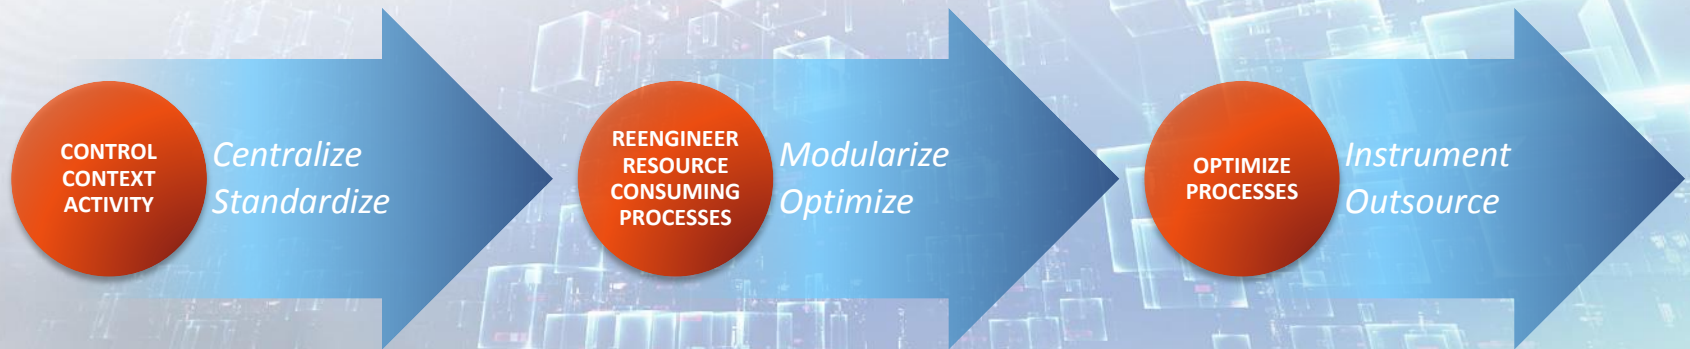 CONTROL
CONTEXT
ACTIVITY
Centralize
Standardize
REENGINEER
RESOURCE
CONSUMING
PROCESSES
Modularize
Optimize
OPTIMIZE
PROCESSES
Instrument
Outsource